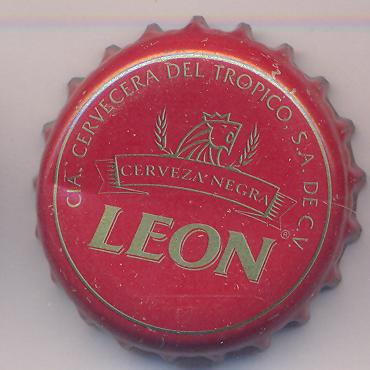 CIA. CERVECERA DEL TROPICO, S.A. DE C.V.
CERVEZA NEGRA
LEON
®